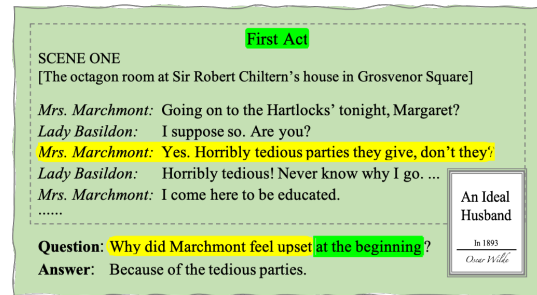 First Act
SCENE ONE
[The octagon room at Sir Robert Chiltern's house in Grosvenor Square]
Mrs. Marchmont: Going on to the Hartlocks' tonight, Margaret?
Lady Basildon: I suppose so. Are you?
Mrs. Marchmont: Yes. Horribly tedious parties they give, don't they?
Lady Basildon: Horribly tedious! Never know why I go. ...
Mrs. Marchmont: I come here to be educated.
......
An Ideal
Husband
In 1893
Oscar Wilde
Question: Why did Marchmont feel upset at the beginning?
Answer: Because of the tedious parties.